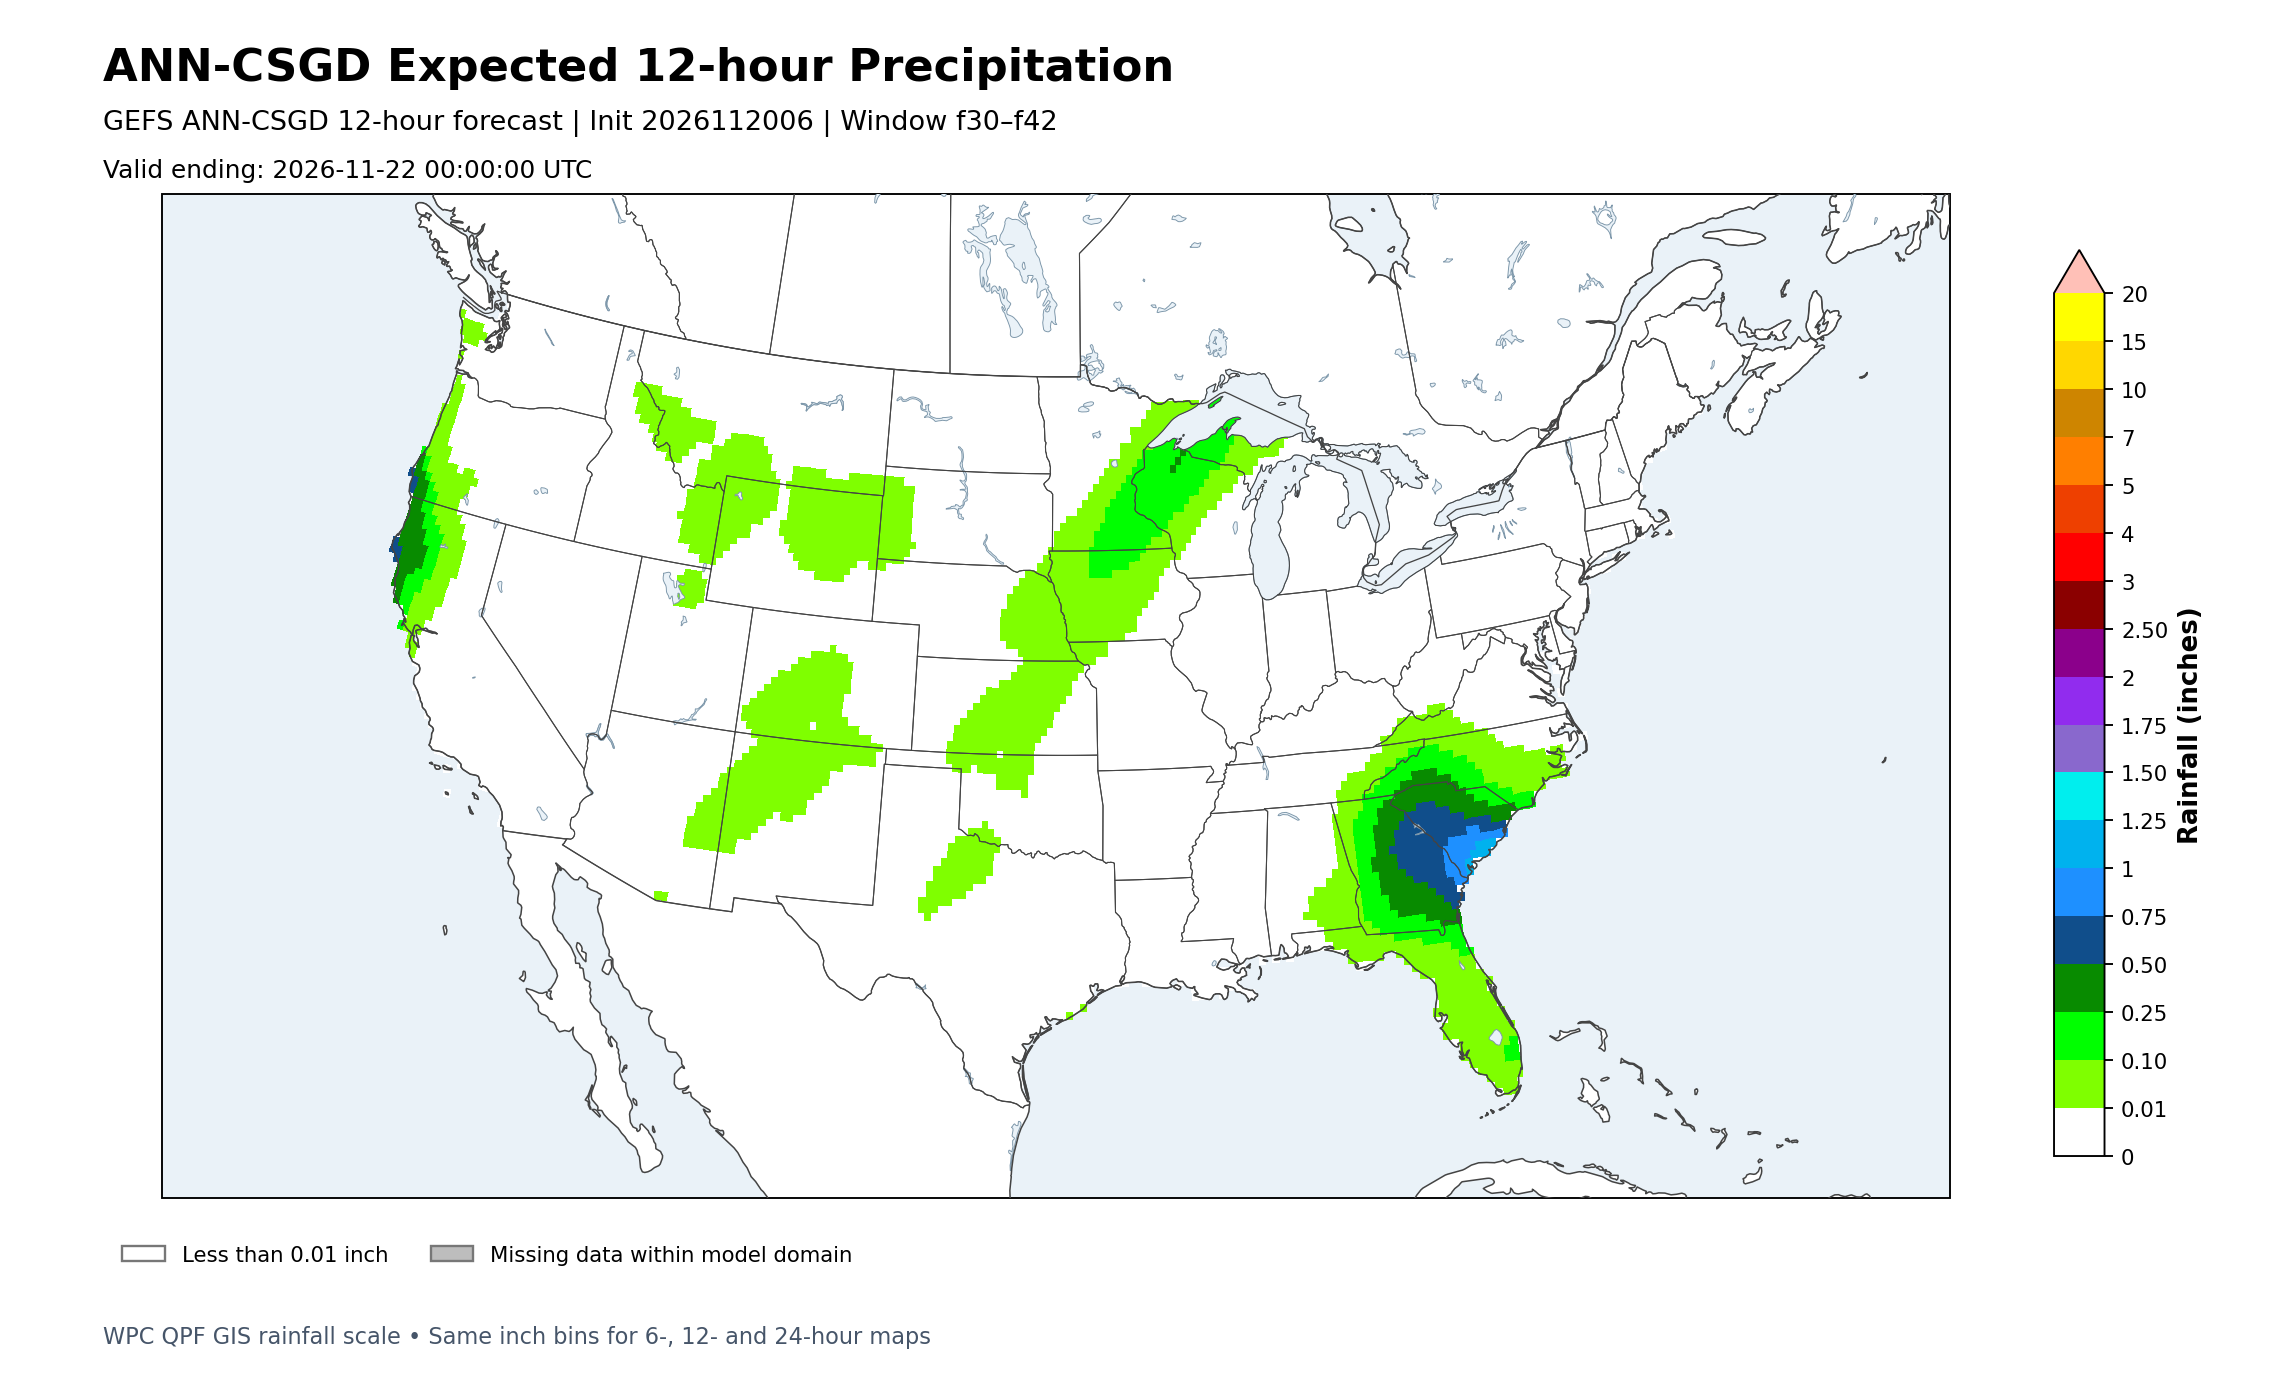 ANN-CSGD Expected 12-hour Precipitation
GEFS ANN-CSGD 12-hour forecast | Init 2026112006 | Window f30–f42
Valid ending: 2026-11-22 00:00:00 UTC
20
15
10
7
5
4
3
2.50
2
1.75
1.50
1.25
1
0.75
0.50
0.25
0.10
0.01
0
Rainfall (inches)
Less than 0.01 inch
Missing data within model domain
WPC QPF GIS rainfall scale • Same inch bins for 6-, 12- and 24-hour maps